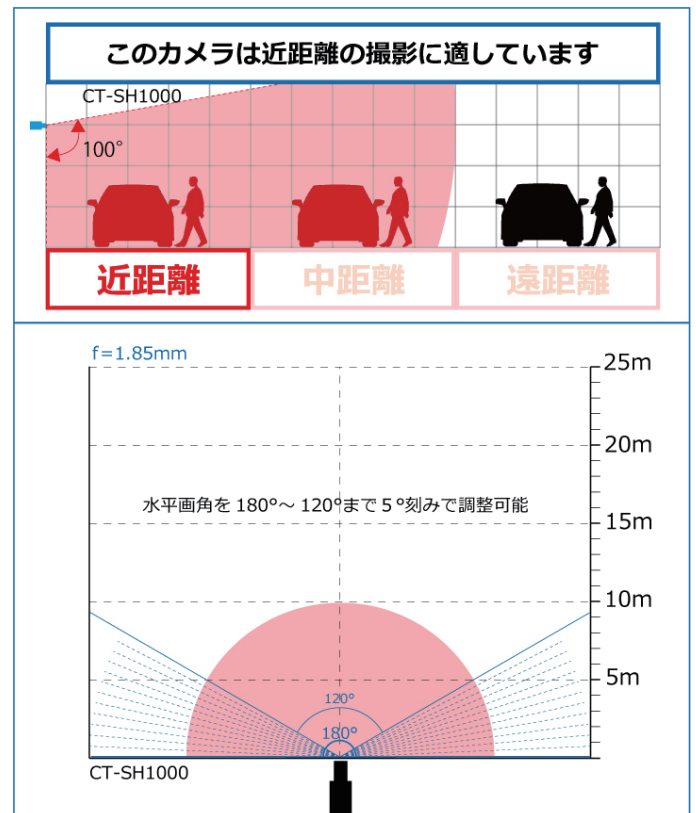 このカメラは近距離の撮影に適しています
CT-SH1000
100°
近距離
中距離
遠距離
f=1.85mm
25m
20m
水平画角を 180°～ 120°まで５°刻みで調整可能
15m
10m
5m
120°
180°
CT-SH1000